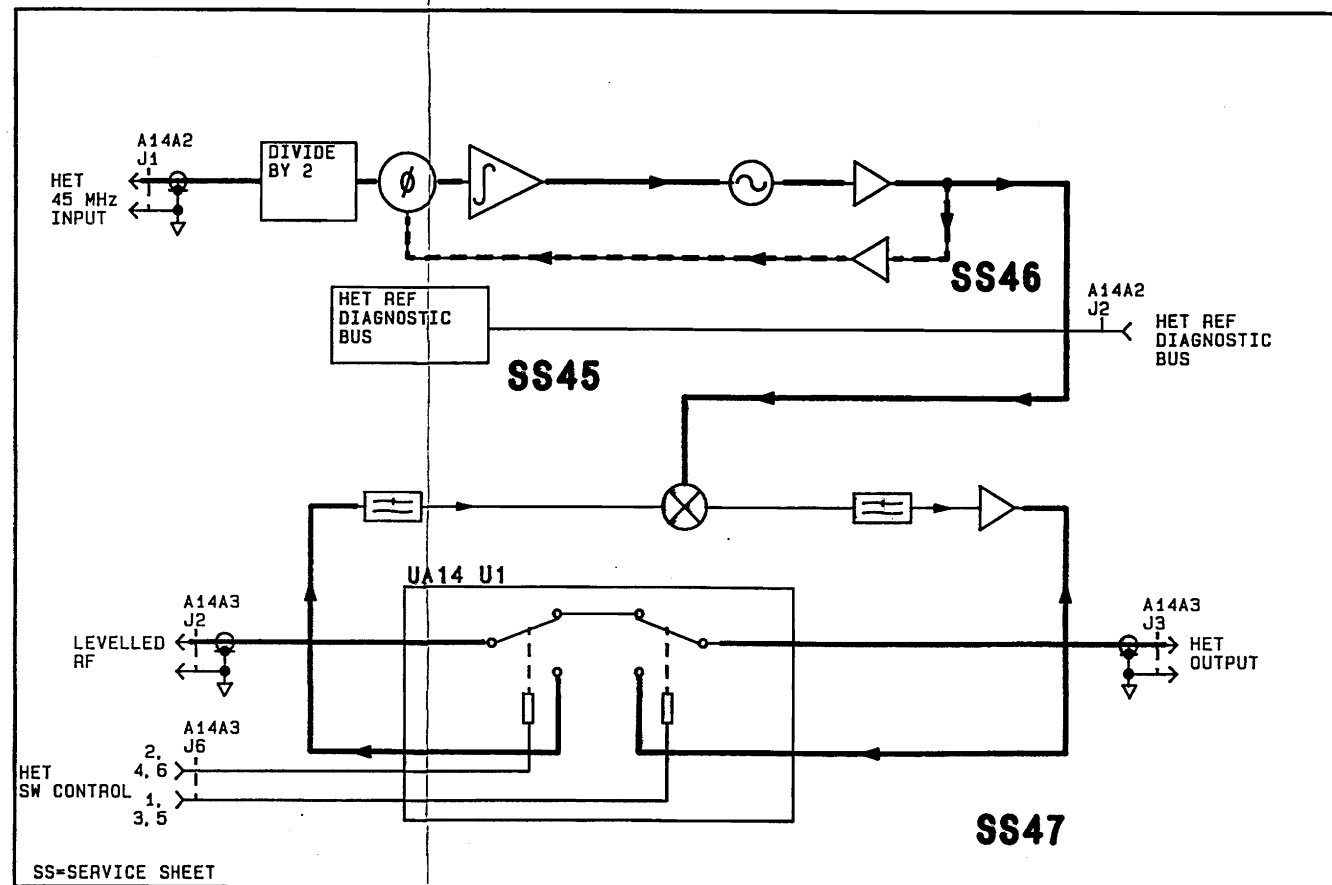 A14A2
J1
HET
45 MHz
INPUT
DIVIDE
BY 2
ϕ
∫
SS46
HET REF
DIAGNOSTIC
BUS
SS45
A14A2
J2
HET REF
DIAGNOSTIC
BUS
UA14 U1
A14A3
J2
LEVELLED
RF
A14A3
J3
HET
OUTPUT
A14A3
J6
2,
4,6
HET
SW CONTROL
1,
3,5
SS47
SS=SERVICE SHEET